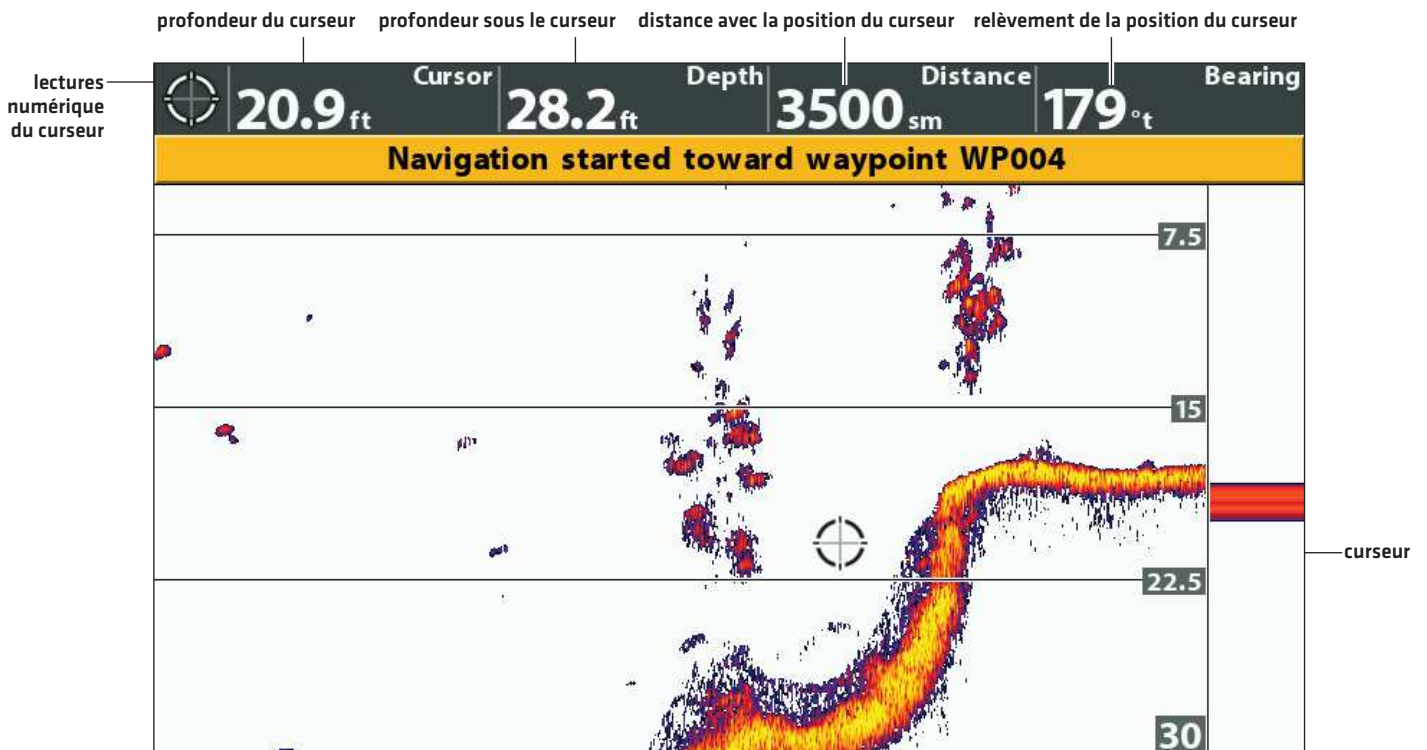 profondeur du curseur
profondeur sous le curseur
distance avec la position du curseur
relèvement de la position du curseur
lectures
numérique
du curseur
Cursor
20.9 ft
Depth
28.2 ft
Distance
3500 sm
Bearing
179 °t
Navigation started toward waypoint WP004
7.5
15
curseur
22.5
30